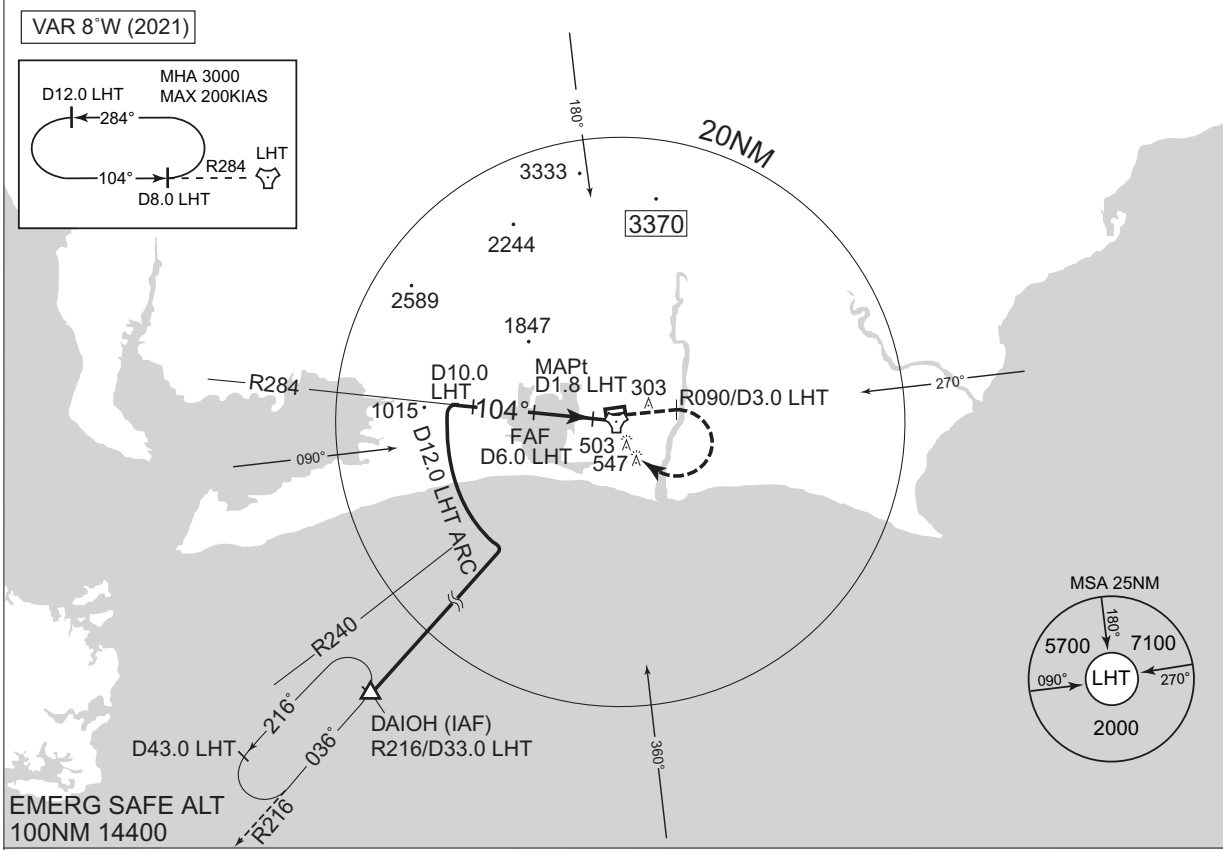 VAR 8°W (2021)
MHA 3000
MAX 200KIAS
D12.0 LHT
284°
LHT
R284
104°
D8.0 LHT
180°
20NM
3333
3370
2244
2589
1847
R284
D10.0
LHT
MAPt
D1.8 LHT
303
R090/D3.0 LHT
270°
1015
104°
FAF
D6.0 LHT
503
547
090°
D12.0 LHT ARC
R240
216°
036°
DAIOH (IAF)
R216/D33.0 LHT
D43.0 LHT
R216
360°
MSA 25NM
180°
5700
7100
090°
LHT
270°
2000
EMERG SAFE ALT
100NM 14400